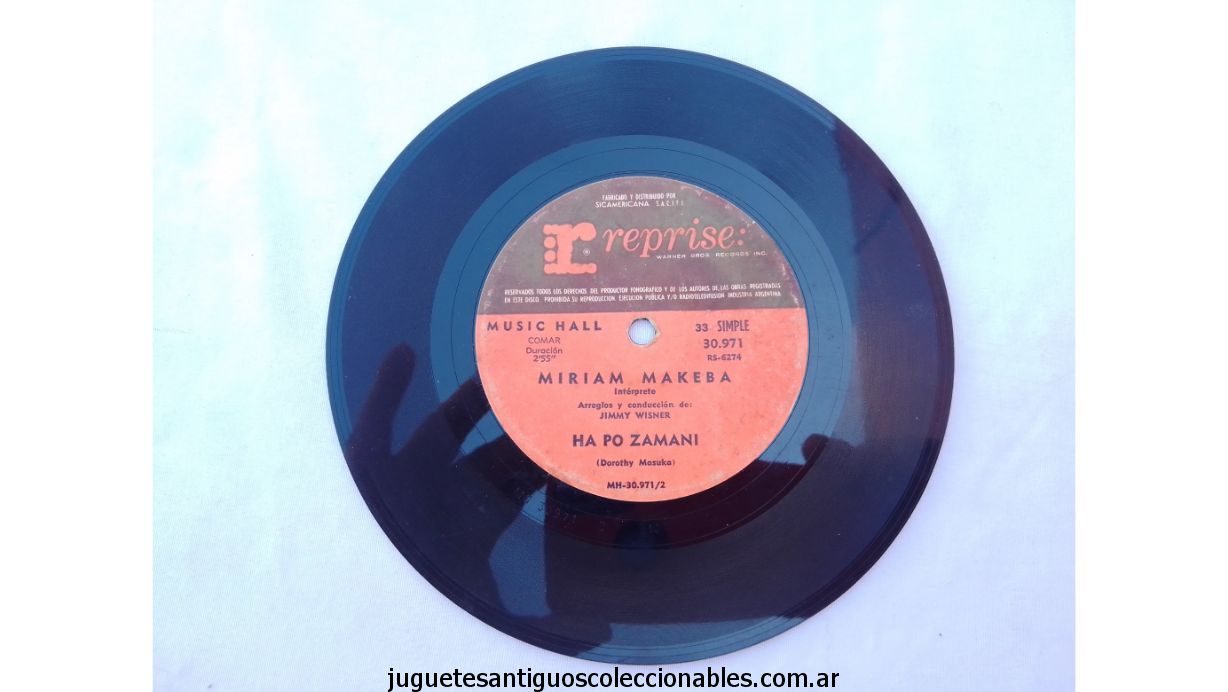 FABRICADO Y DISTRIBUIDO POR
SICAMERICANA S.A.C.I.F.I.
r reprise:
WARNER BROS RECORDS INC.
RESERVADOS TODOS LOS DERECHOS DEL PRODUCTOR FONOGRAFICO Y DE LOS AUTORES DE LAS OBRAS REGISTRADAS
EN ESTE DISCO PROHIBIDA SU REPRODUCCION EJECUCION PUBLICA Y/O RADIOTELEDIFUSION INDUSTRIA ARGENTINA
MUSIC HALL 33 SIMPLE
COMAR 30.971
Duración RS-6274
2'55"
MIRIAM MAKEBA
Intérprete
Arreglos y conducción de:
JIMMY WISNER
HA PO ZAMANI
(Dorothy Masuka)
MH-30.971/2
juguetesantiguoscoleccionables.com.ar